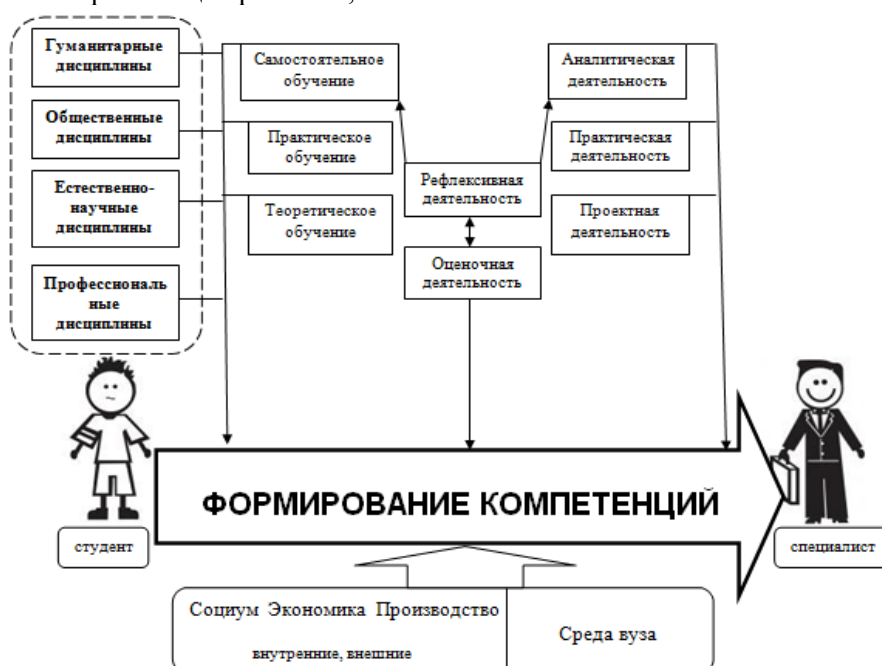 Гуманитарные
дисциплины
Общественные
дисциплины
Естественно-
научные
дисциплины
Профессиональ
ные
дисциплины
Самостоятельное
обучение
Практическое
обучение
Теоретическое
обучение
Рефлексивная
деятельность
Оценочная
деятельность
Аналитическая
деятельность
Практическая
деятельность
Проектная
деятельность
ФОРМИРОВАНИЕ КОМПЕТЕНЦИЙ
студент
специалист
Социум Экономика Производство
внутренние, внешние
Среда вуза